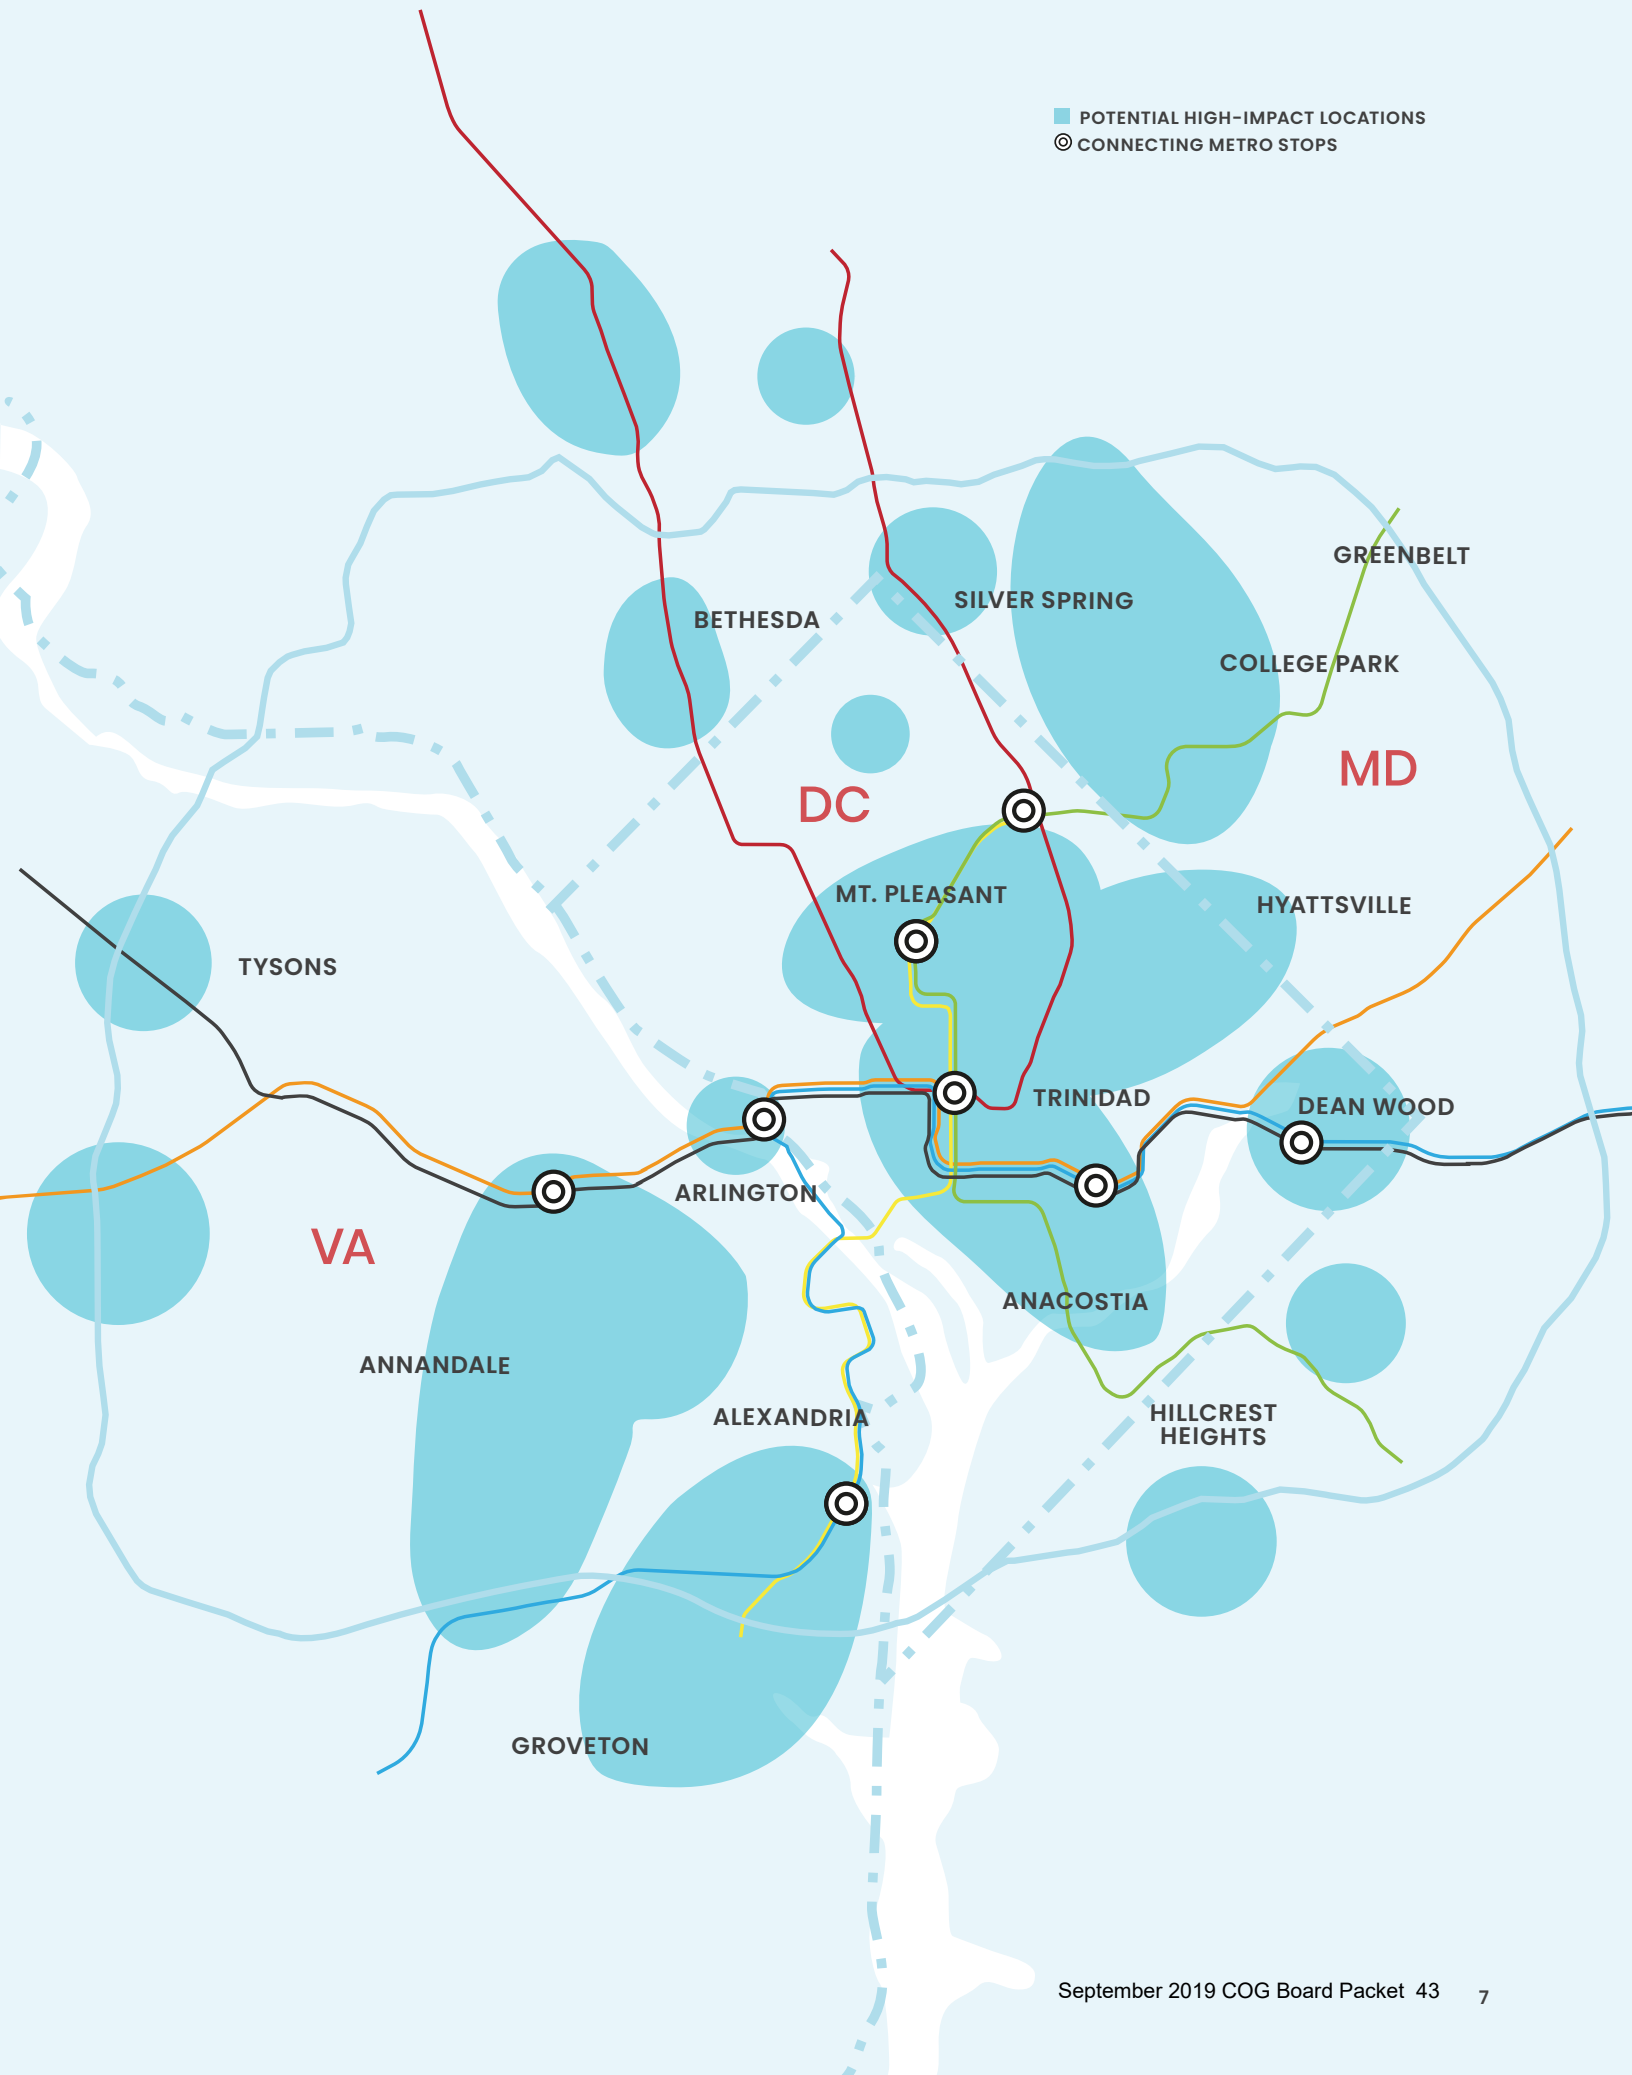 POTENTIAL HIGH-IMPACT LOCATIONS
CONNECTING METRO STOPS
GREENBELT
SILVER SPRING
BETHESDA
COLLEGE PARK
MD
DC
MT. PLEASANT
HYATTSVILLE
TYSONS
TRINIDAD
DEAN WOOD
ARLINGTON
VA
ANACOSTIA
ANNANDALE
ALEXANDRIA
HILLCREST
HEIGHTS
GROVETON
September 2019 COG Board Packet 43
7